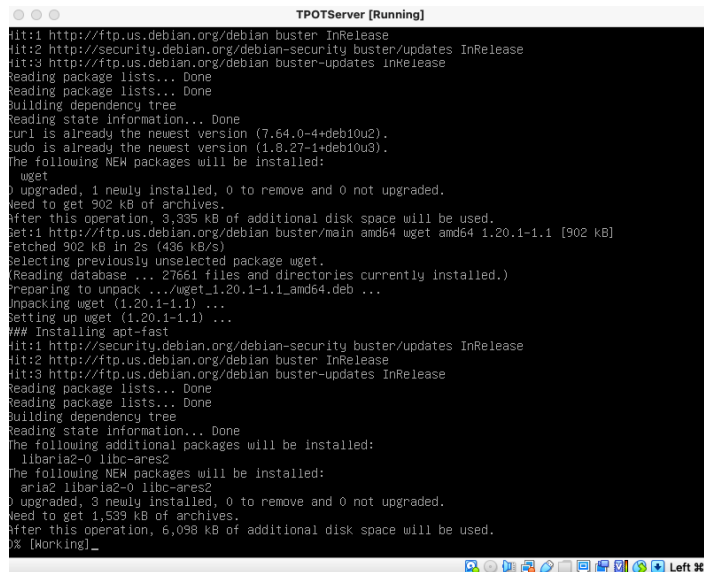 TPOTServer [Running]
Hit:1 http://ftp.us.debian.org/debian buster InRelease
Hit:2 http://security.debian.org/debian-security buster/updates InRelease
Hit:3 http://ftp.us.debian.org/debian buster-updates InRelease
Reading package lists... Done
Reading package lists... Done
Building dependency tree
Reading state information... Done
curl is already the newest version (7.64.0-4+deb10u2).
sudo is already the newest version (1.8.27-1+deb10u3).
The following NEW packages will be installed:
  wget
0 upgraded, 1 newly installed, 0 to remove and 0 not upgraded.
Need to get 902 kB of archives.
After this operation, 3,335 kB of additional disk space will be used.
Get:1 http://ftp.us.debian.org/debian buster/main amd64 wget amd64 1.20.1-1.1 [902 kB]
Fetched 902 kB in 2s (436 kB/s)
Selecting previously unselected package wget.
(Reading database ... 27661 files and directories currently installed.)
Preparing to unpack .../wget_1.20.1-1.1_amd64.deb ...
Unpacking wget (1.20.1-1.1) ...
Setting up wget (1.20.1-1.1) ...
### Installing apt-fast
Hit:1 http://security.debian.org/debian-security buster/updates InRelease
Hit:2 http://ftp.us.debian.org/debian buster InRelease
Hit:3 http://ftp.us.debian.org/debian buster-updates InRelease
Reading package lists... Done
Reading package lists... Done
Building dependency tree
Reading state information... Done
The following additional packages will be installed:
  libaria2-0 libc-ares2
The following NEW packages will be installed:
  aria2 libaria2-0 libc-ares2
0 upgraded, 3 newly installed, 0 to remove and 0 not upgraded.
Need to get 1,539 kB of archives.
After this operation, 6,098 kB of additional disk space will be used.
0% [Working]_
Left ⌘